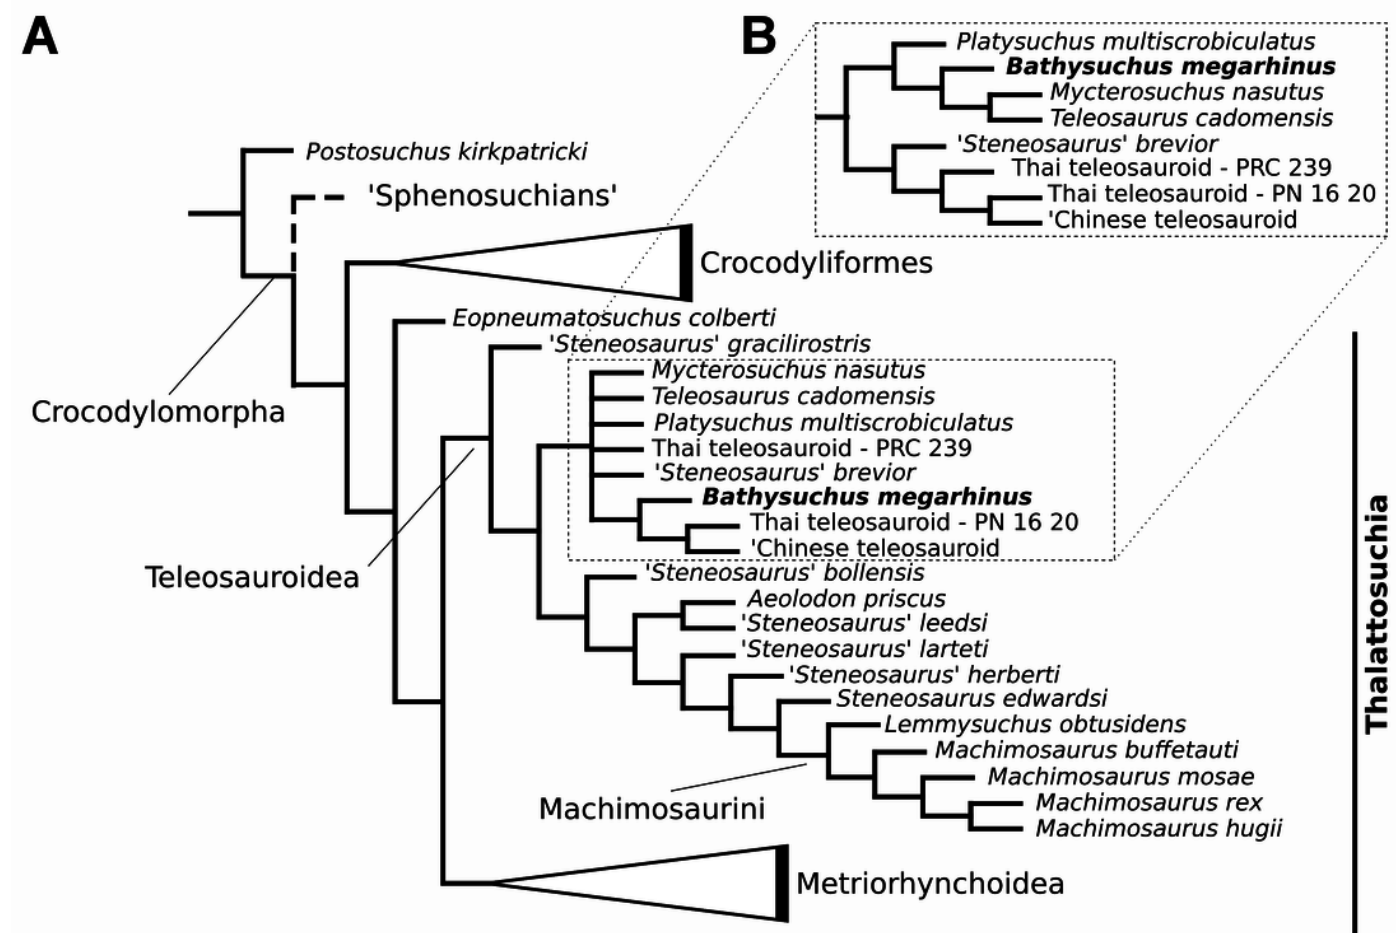 A
B
Platysuchus multiscrobiculatus
Bathysuchus megarhinus
Mycterosuchus nasutus
Teleosaurus cadomensis
'Steneosaurus' brevior
Thai teleosauroid - PRC 239
Thai teleosauroid - PN 16 20
'Chinese teleosauroid
Postosuchus kirkpatricki
'Sphenosuchians'
Crocodyliformes
Eopneumatosuchus colberti
'Steneosaurus' gracilirostris
Mycterosuchus nasutus
Teleosaurus cadomensis
Platysuchus multiscrobiculatus
Thai teleosauroid - PRC 239
'Steneosaurus' brevior
Bathysuchus megarhinus
Thai teleosauroid - PN 16 20
'Chinese teleosauroid
Crocodylomorpha
Teleosauroidea
'Steneosaurus' bollensis
Aeolodon priscus
'Steneosaurus' leedsi
'Steneosaurus' larteti
'Steneosaurus' herberti
Steneosaurus edwardsi
Lemmysuchus obtusidens
Machimosaurus buffetauti
Machimosaurus mosae
Machimosaurus rex
Machimosaurus hugii
Machimosaurini
Metriorhynchoidea
Thalattosuchia